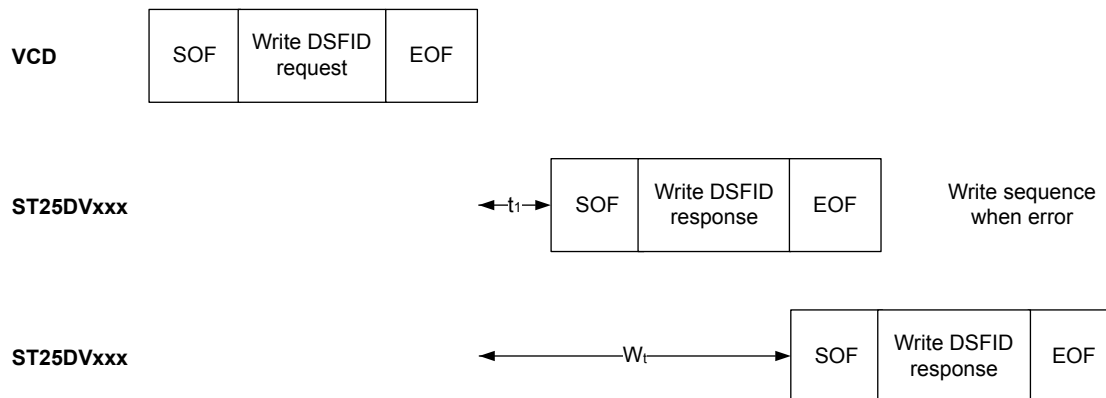 VCD
SOF
Write DSFID
request
EOF
ST25DVxxx
t1
SOF
Write DSFID
response
EOF
Write sequence
when error
ST25DVxxx
Wt
SOF
Write DSFID
response
EOF